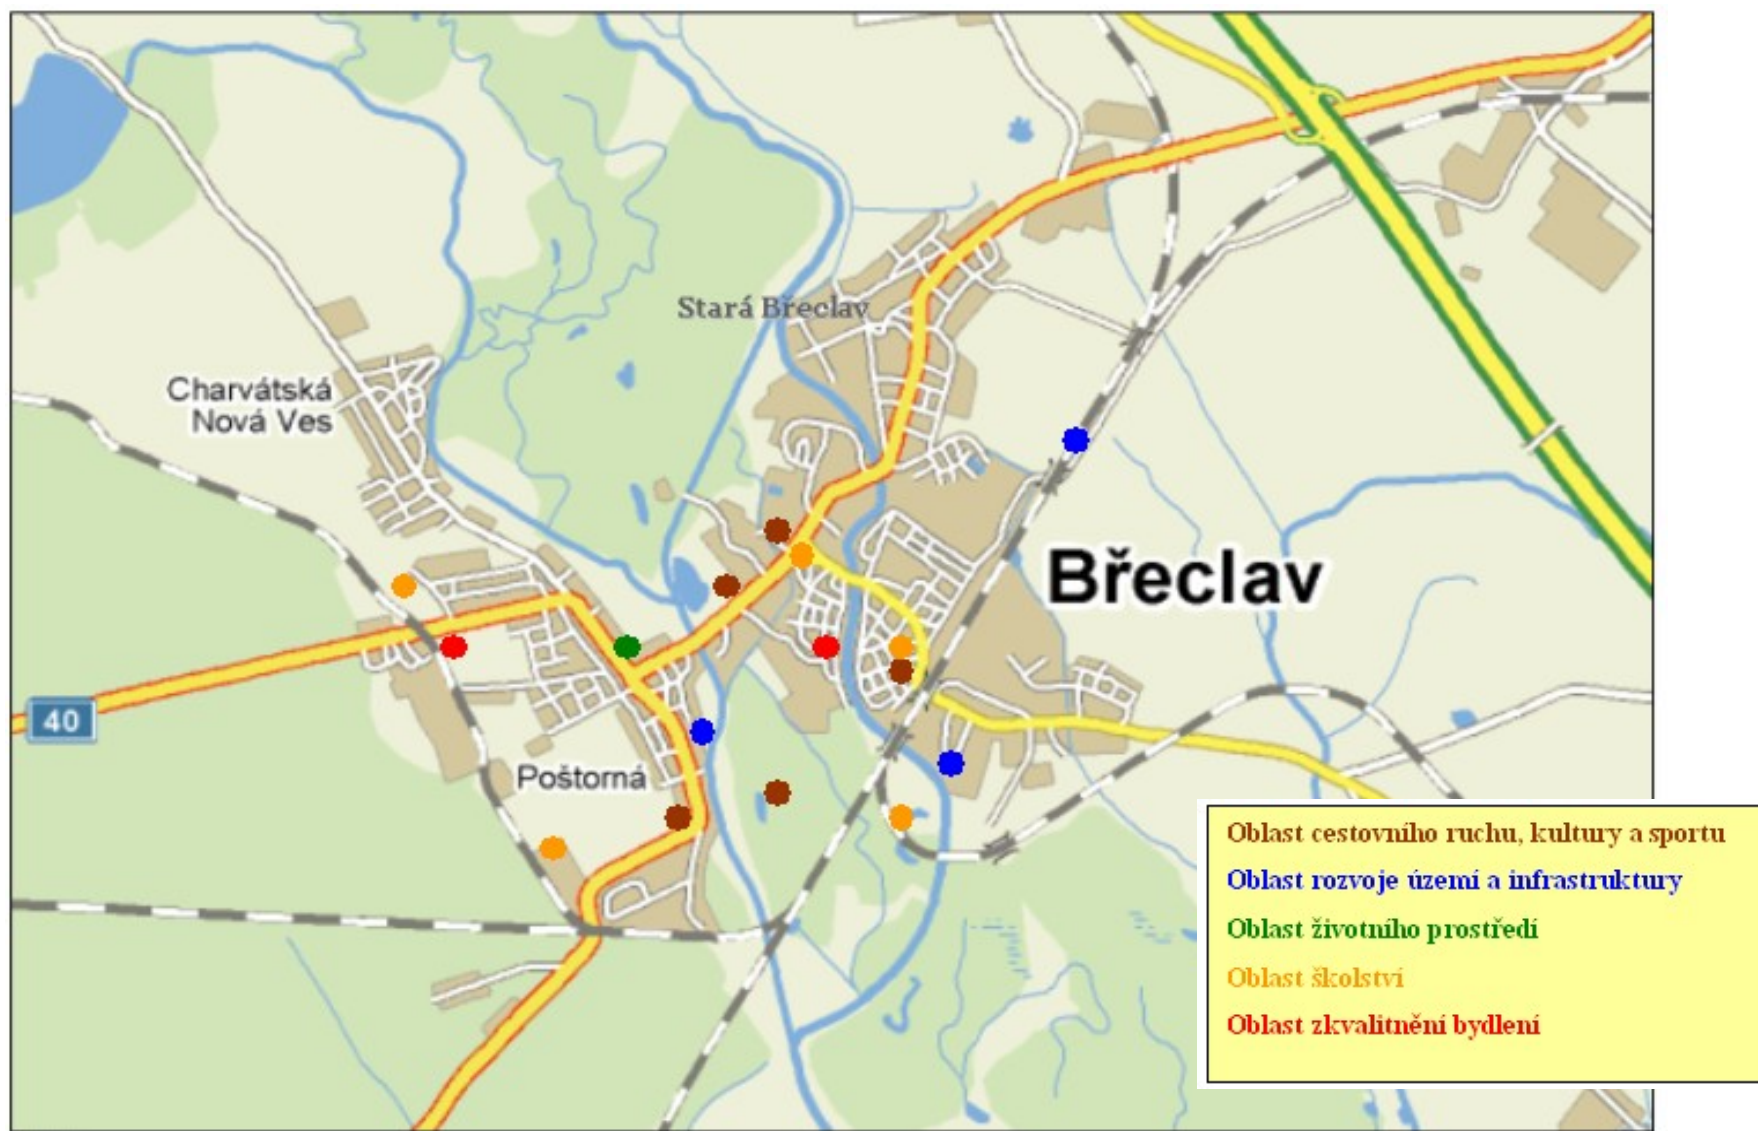 Stará Břeclav
Charvátská
Nová Ves
Břeclav
40
Poštorná
Oblast cestovního ruchu, kultury a sportu
Oblast rozvoje území a infrastruktury
Oblast životního prostředí
Oblast školství
Oblast zkvalitnění bydlení